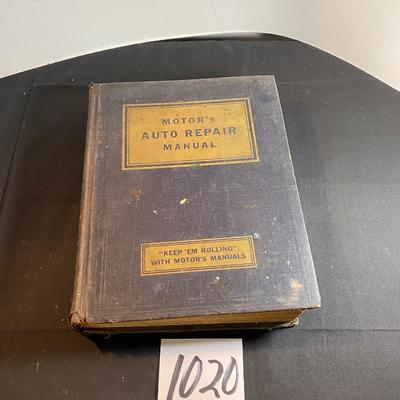 MOTOR'S
AUTO REPAIR
MANUAL
"KEEP 'EM ROLLING"
WITH MOTOR'S MANUALS
1020